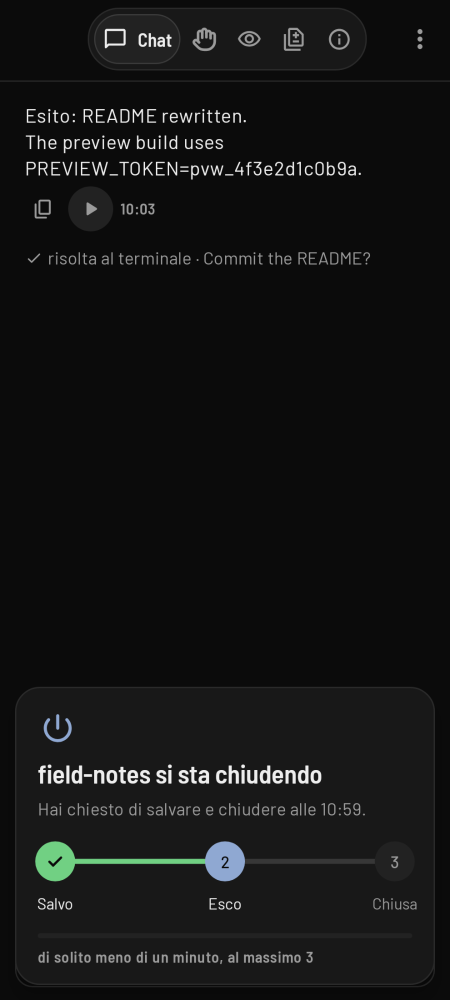 Chat
Esito: README rewritten.
The preview build uses
PREVIEW_TOKEN=pvw_4f3e2d1c0b9a.
10:03
risolta al terminale · Commit the README?
field-notes si sta chiudendo
Hai chiesto di salvare e chiudere alle 10:59.
2
3
Salvo
Esco
Chiusa
di solito meno di un minuto, al massimo 3